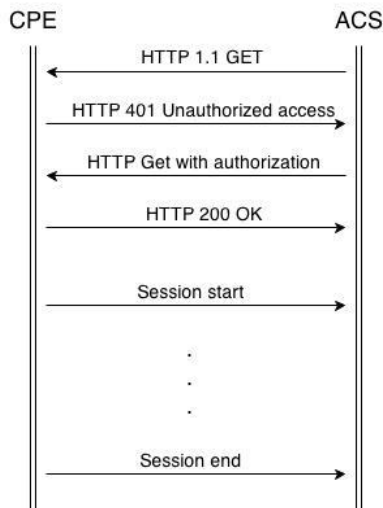 CPE ACS
HTTP 1.1 GET
HTTP 401 Unauthorized access
HTTP Get with authorization
HTTP 200 OK
Session start
.
.
.
Session end